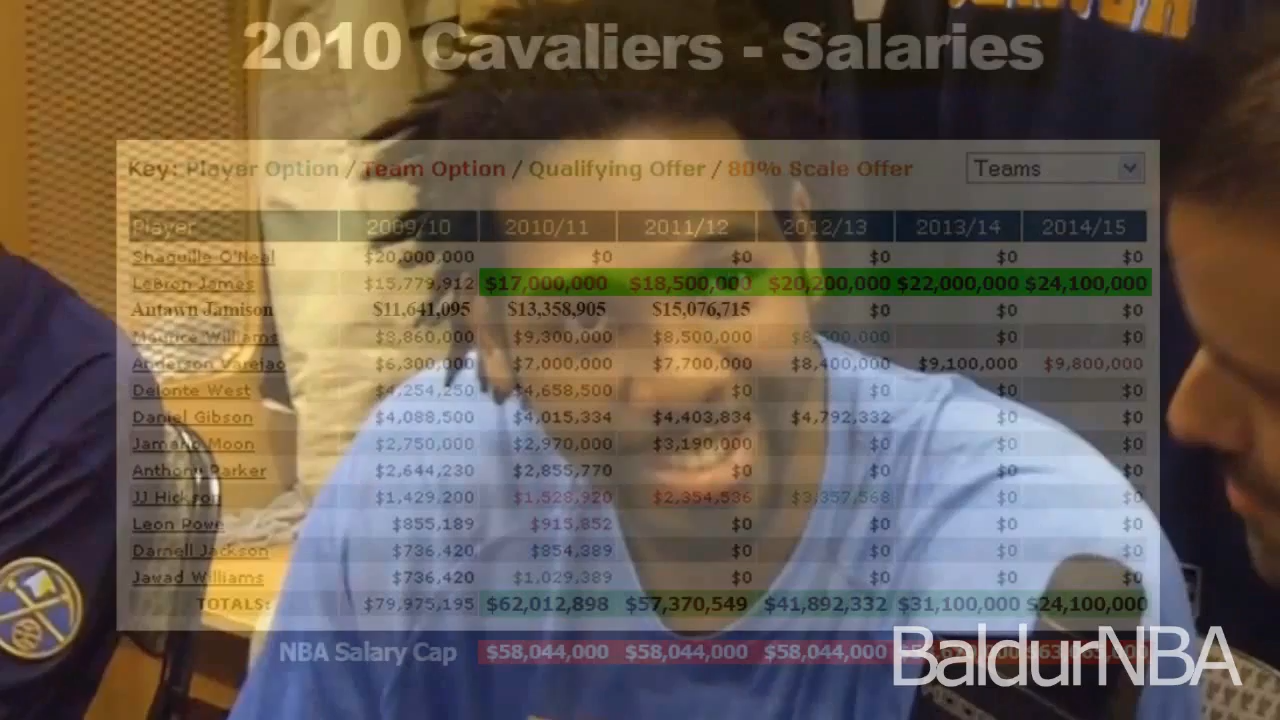 2010 Cavaliers - Salaries
Key: Player Option / Team Option / Qualifying Offer / 80% Scale Offer Teams
Player 2009/10 2010/11 2011/12 2012/13 2013/14 2014/15
Shaquille O'Neal $20,000,000 $0 $0 $0 $0 $0
LeBron James $15,779,912 $17,000,000 $18,500,000 $20,200,000 $22,000,000 $24,100,000
Autawn Jamison $11,641,095 $13,358,905 $15,076,715 $0 $0 $0
Maurice Williams $8,860,000 $9,300,000 $8,500,000 $8,500,000 $0 $0
Anderson Varejao $6,300,000 $7,000,000 $7,700,000 $8,400,000 $9,100,000 $9,800,000
Delonte West $4,254,250 $4,658,500 $0 $0 $0 $0
Daniel Gibson $4,088,500 $4,015,334 $4,403,834 $4,792,332 $0 $0
Jamario Moon $2,750,000 $2,970,000 $3,190,000 $0 $0 $0
Anthony Parker $2,644,230 $2,855,770 $0 $0 $0 $0
JJ Hickson $1,429,200 $1,528,920 $2,354,536 $3,357,568 $0 $0
Leon Powe $855,189 $915,852 $0 $0 $0 $0
Darnell Jackson $736,420 $854,389 $0 $0 $0 $0
Jawad Williams $736,420 $1,029,389 $0 $0 $0 $0
TOTALS: $79,975,195 $62,012,898 $57,370,549 $41,892,332 $31,100,000 $24,100,000
NBA Salary Cap $58,044,000 $58,044,000 $58,044,000
BaldurNBA